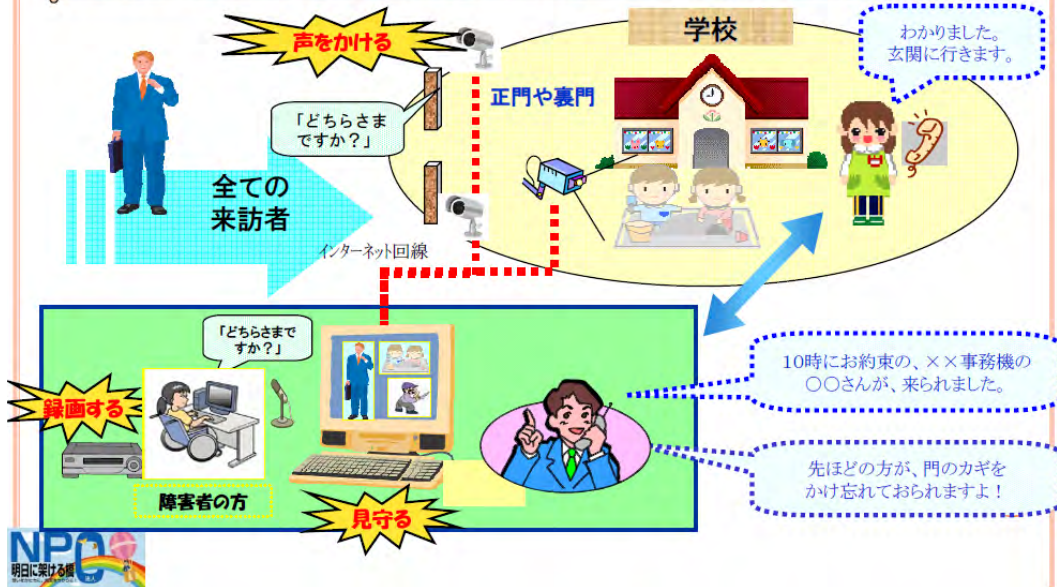 声をかける
学校
わかりました。
玄関に行きます。
正門や裏門
「どちらさま
ですか？」
全ての
来訪者
インターネット回線
「どちらさまで
すか？」
録画する
障害者の方
見守る
10時にお約束の、××事務機の
〇〇さんが、来られました。
先ほどの方が、門のカギを
かけ忘れておられますよ！
NPO
明日に架ける橋
法人